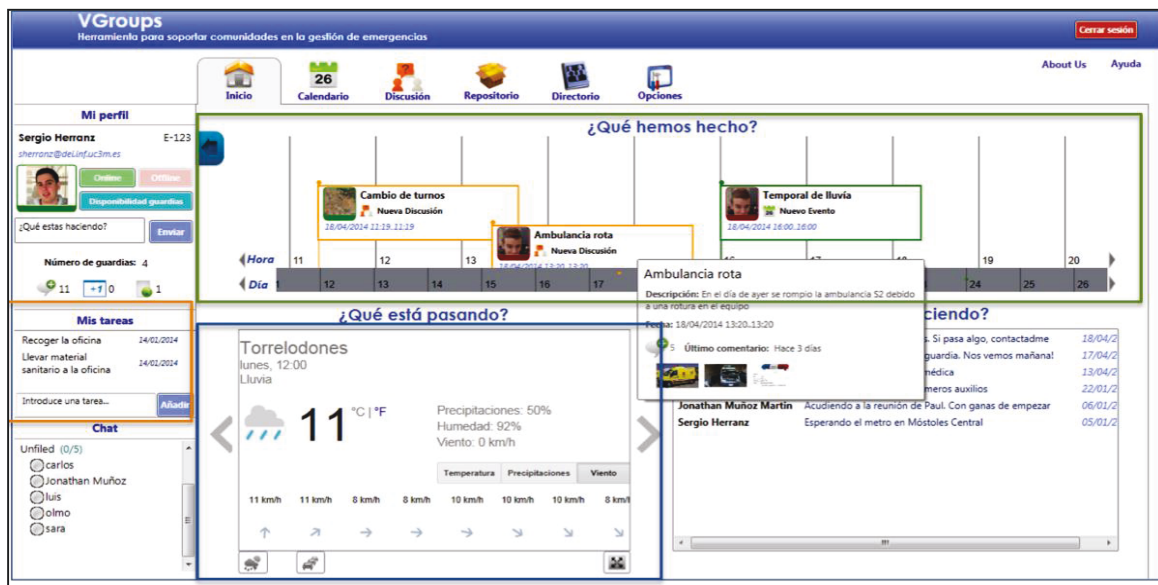 VGroups
Herramienta para soportar comunidades en la gestión de emergencias
Cerrar sesión
About Us Ayuda
Inicio
26
Calendario
Discusión
Repositorio
Directorio
Opciones
Mi perfil
Sergio Herranz E-123
sherranz@dei.inf.uc3m.es
Online Offline
Disponibilidad guardias
¿Qué estas haciendo? Enviar
Número de guardias: 4
11 +1 0 1
Mis tareas
Recoger la oficina 14/01/2014
Llevar material
sanitario a la oficina 14/01/2014
Introduce una tarea... Añadir
Chat
Unfiled (0/5)
carlos
Jonathan Muñoz
luis
olmo
sara
¿Qué hemos hecho?
Cambio de turnos
Nueva Discusión
18/04/2014 11:19..11:19
Ambulancia rota
Nueva Discusión
18/04/2014 13:20..13:20
Temporal de lluvía
Nuevo Evento
18/04/2014 16:00..16:00
Hora 11 12 13 19 20
Día 12 13 14 15 16 17 24 25 26
Ambulancia rota
Descripción: En el día de ayer se rompio la ambulancia S2 debido
a una rotura en el equipo
Fecha: 18/04/2014 13:20..13:20
5 Último comentario: Hace 3 días
¿Qué está pasando?
Torrelodones
lunes, 12:00
Lluvia
11 °C | °F
Precipitaciones: 50%
Humedad: 92%
Viento: 0 km/h
Temperatura Precipitaciones Viento
11 km/h 11 km/h 8 km/h 8 km/h 10 km/h 10 km/h 10 km/h 8 km/h
ciendo?
s. Si pasa algo, contactadme 18/04/2
guardia. Nos vemos mañana! 17/04/2
médica 13/04/2
meros auxilios 22/01/2
Jonathan Muñoz Martin Acudiendo a la reunión de Paul. Con ganas de empezar 06/01/2
Sergio Herranz Esperando el metro en Móstoles Central 05/01/2